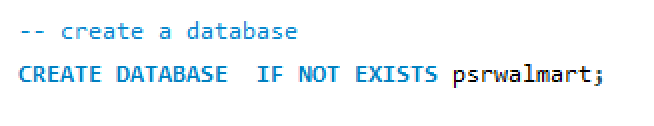 -- create a database
CREATE DATABASE  IF NOT EXISTS psrwalmart;